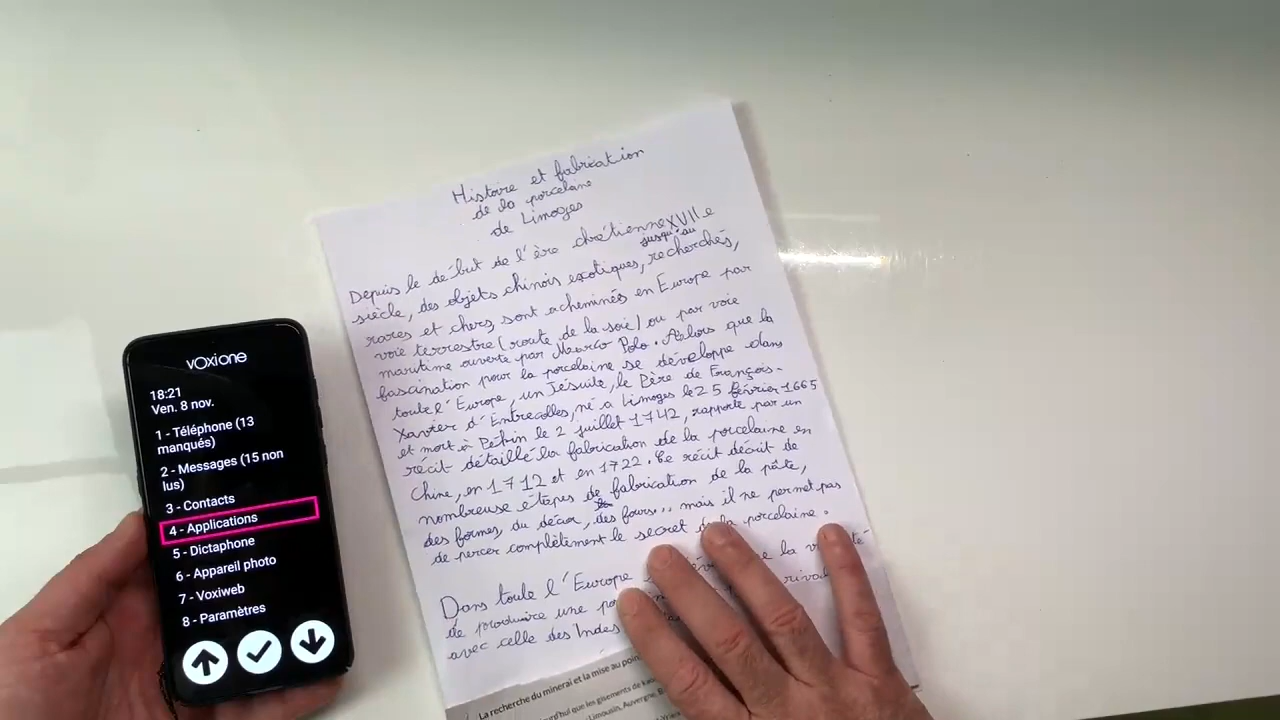 voxione
18:21
Ven. 8 nov.
1 - Téléphone (13
manqués)
2 - Messages (15 non
lus)
3 - Contacts
4 - Applications
5 - Dictaphone
6 - Appareil photo
7 - Voxiweb
8 - Paramètres
Histoire et fabrication
de la porcelaine
de Limoges
Depuis le début de l'ère chrétienne jusqu'au XVIIe
siècle, des objets chinois exotiques, recherchés,
rares et chers, sont acheminés en Europe par
voie terrestre (route de la soie) ou par voie
maritime ouverte par Marco Polo. Alors que la
fascination pour la porcelaine se développe dans
toute l'Europe, un Jésuite, le Père de François-
Xavier d'Entrecolles, né a Limoges le 25 février 1665
et mort à Pékin le 2 juillet 1742, rapporte par un
récit détaillé la fabrication de la porcelaine en
Chine, en 1712 et en 1722. Ce récit décrit de
nombreuse étapes de fabrication de la pâte,
des formes, du décor, des fours... mais il ne permet pas
de percer complètement le secret de la porcelaine.
Dans toute l'Europe la
de produire une
avec celle des Indes
La recherche du minerai et la mise au poin
Limousin, Auvergne,